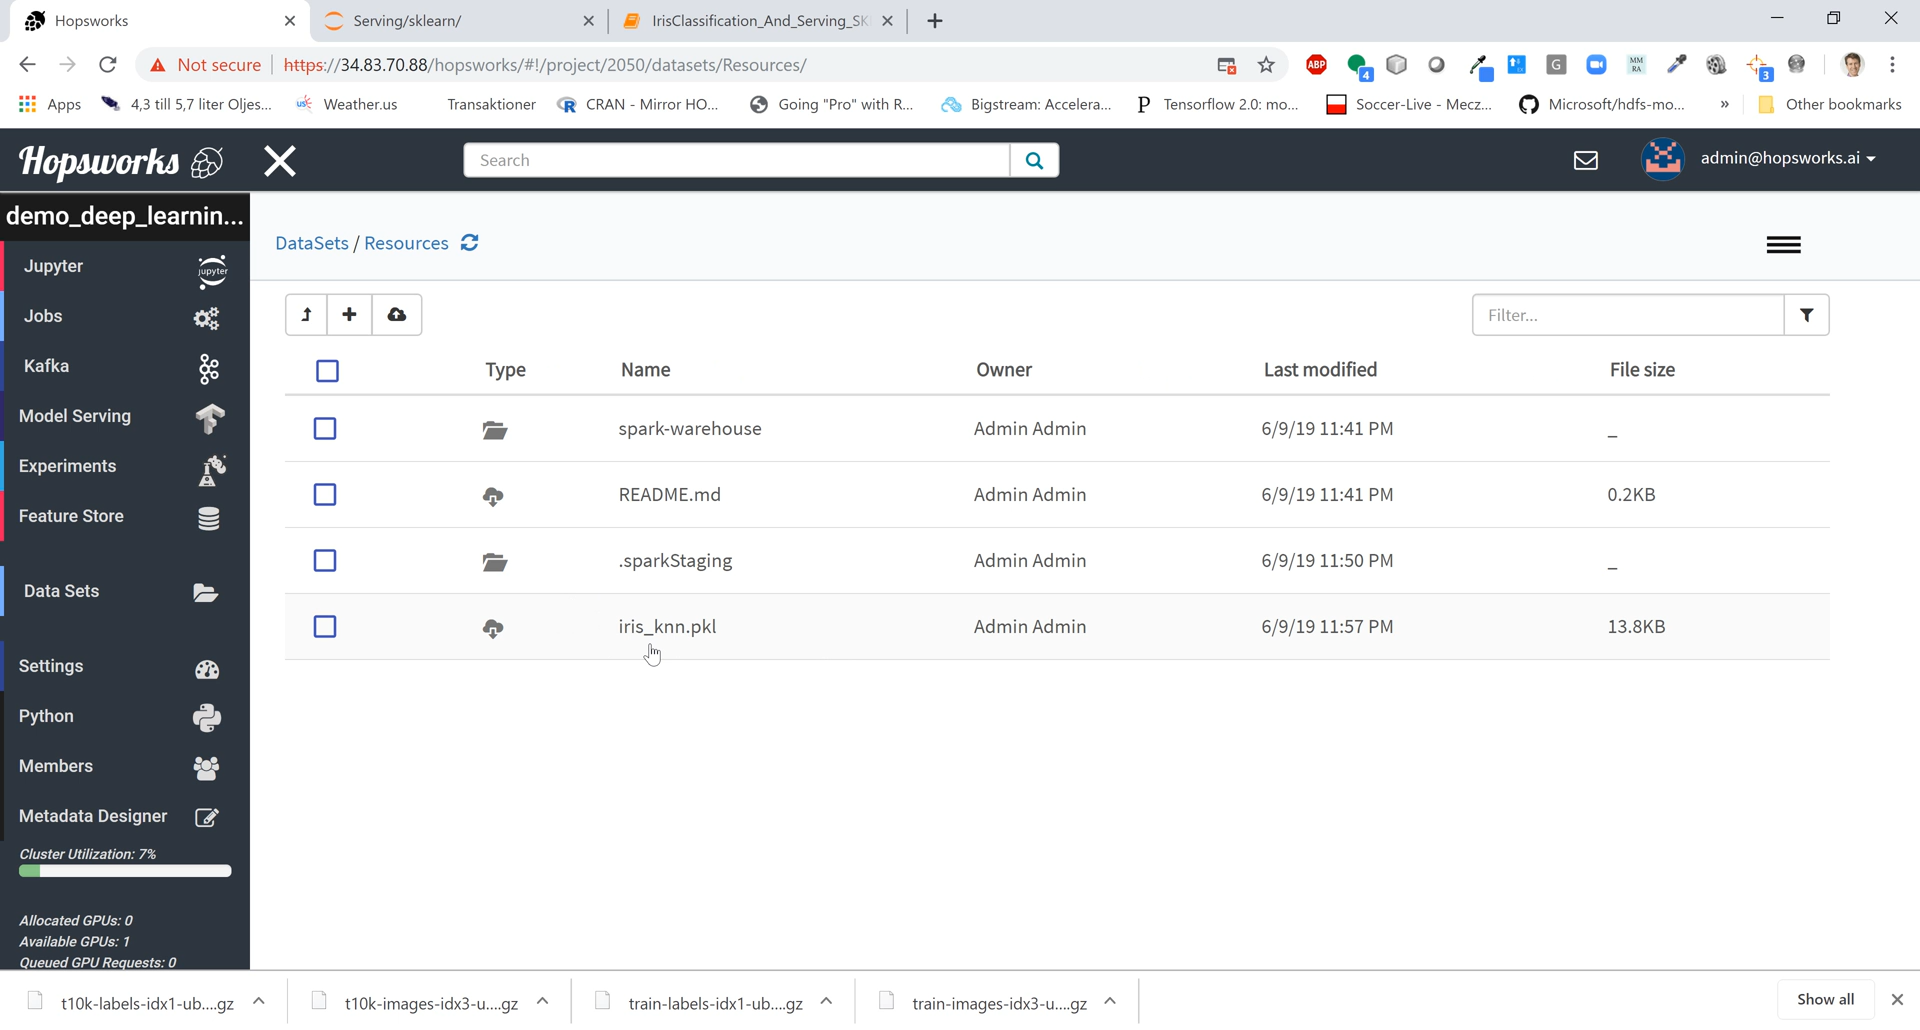 Hopsworks
Serving/sklearn/
IrisClassification_And_Serving_SK
Not secure
https://34.83.70.88/hopsworks/#!/project/2050/datasets/Resources/
ABP
4
G
MM
RA
3
Apps
4,3 till 5,7 liter Oljes...
us
Weather.us
Transaktioner
R
CRAN - Mirror HO...
Going "Pro" with R...
Bigstream: Accelera...
P
Tensorflow 2.0: mo...
Soccer-Live - Mecz...
Microsoft/hdfs-mo...
»
Other bookmarks
Hopsworks
Search
admin@hopsworks.ai
demo_deep_learnin...
DataSets / Resources
Jupyter
jupyter
Jobs
Kafka
Model Serving
Experiments
Feature Store
Data Sets
Settings
Python
Members
Metadata Designer
Cluster Utilization: 7%
Allocated GPUs: 0
Available GPUs: 1
Queued GPU Requests: 0
Filter...
Type Name Owner Last modified File size
spark-warehouse Admin Admin 6/9/19 11:41 PM _
README.md Admin Admin 6/9/19 11:41 PM 0.2KB
.sparkStaging Admin Admin 6/9/19 11:50 PM _
iris_knn.pkl Admin Admin 6/9/19 11:57 PM 13.8KB
t10k-labels-idx1-ub....gz
t10k-images-idx3-u....gz
train-labels-idx1-ub....gz
train-images-idx3-u....gz
Show all